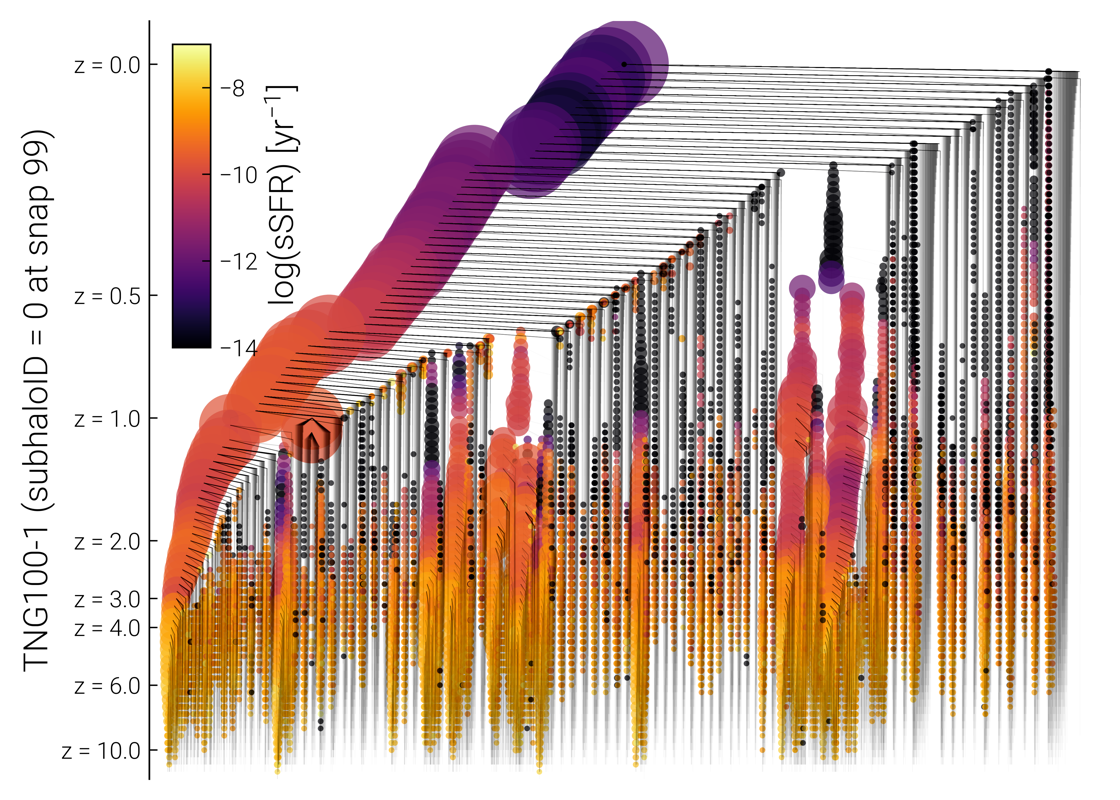 TNG100-1 (subhaloID = 0 at snap 99)
z = 0.0
z = 0.5
z = 1.0
z = 2.0
z = 3.0
z = 4.0
z = 6.0
z = 10.0
−8
−10
−12
−14
log(sSFR) [yr⁻¹]